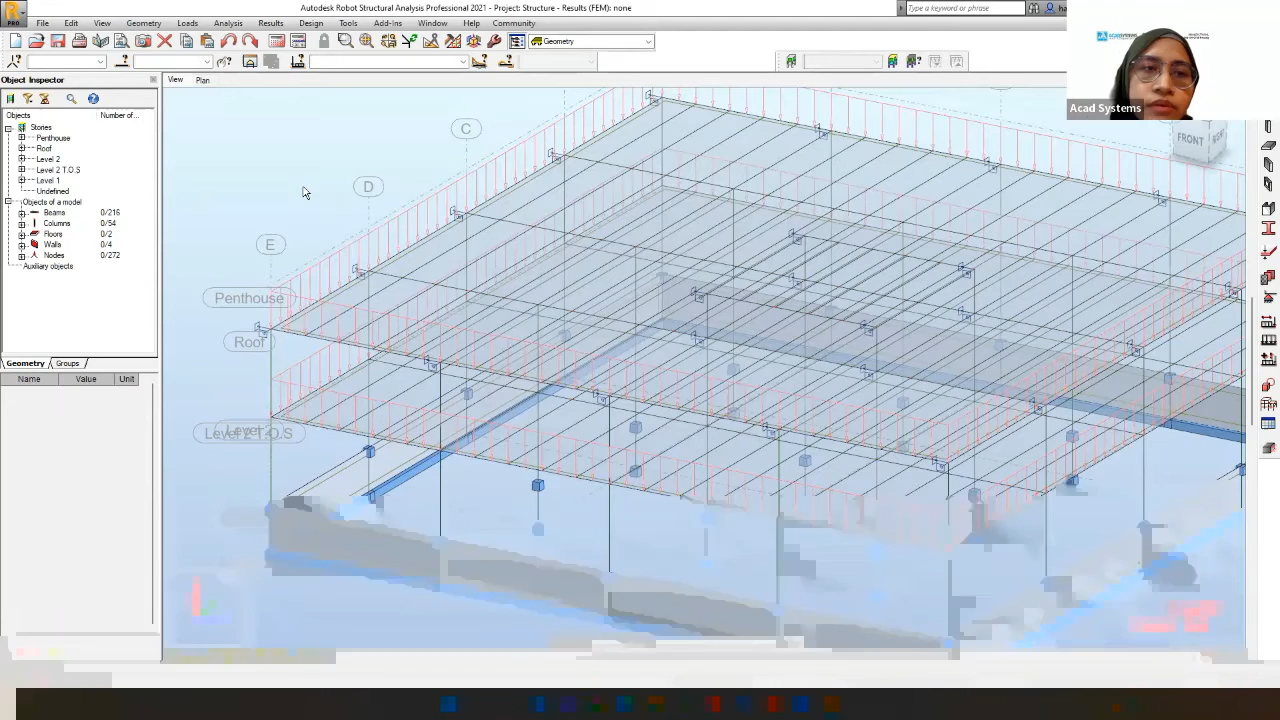 Autodesk Robot Structural Analysis Professional 2021 - Project: Structure - Results (FEM): none
Type a keyword or phrase
PRO
File Edit View Geometry Loads Analysis Results Design Tools Add-Ins Window Help Community
Geometry
Object Inspector
View Plan
Acad Systems
Objects Number of...
Stories
Penthouse
Roof
Level 2
Level 2 T.O.S
Level 1
Undefined
Objects of a model
Beams 0/216
Columns 0/54
Floors 0/2
Walls 0/4
Nodes 0/272
Auxiliary objects
Geometry Groups
Name Value Unit
C
D
E
Penthouse
Roof
Level 2 T.O.S
FRONT